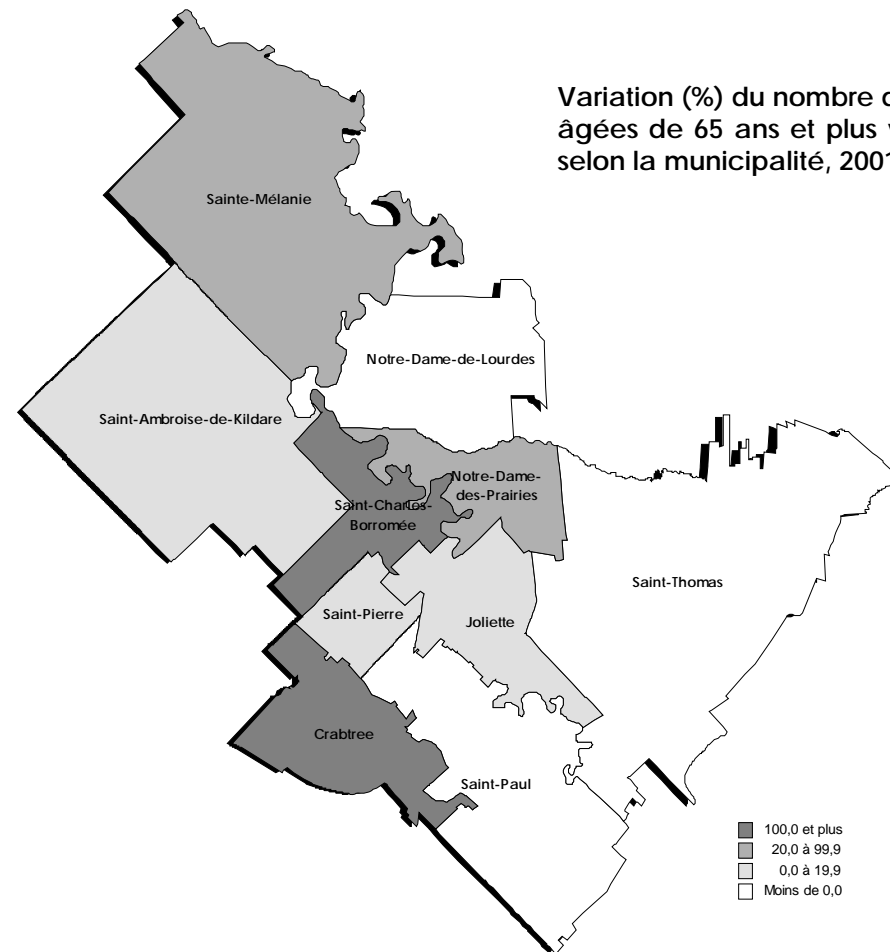 Variation (%) du nombre
âgées de 65 ans et plus
selon la municipalité, 2001
Sainte-Mélanie
Notre-Dame-de-Lourdes
Saint-Ambroise-de-Kildare
Notre-Dame-
des-Prairies
Saint-Charles-
Borromée
Saint-Thomas
Saint-Pierre
Joliette
Crabtree
Saint-Paul
100,0 et plus
20,0 à 99,9
0,0 à 19,9
Moins de 0,0